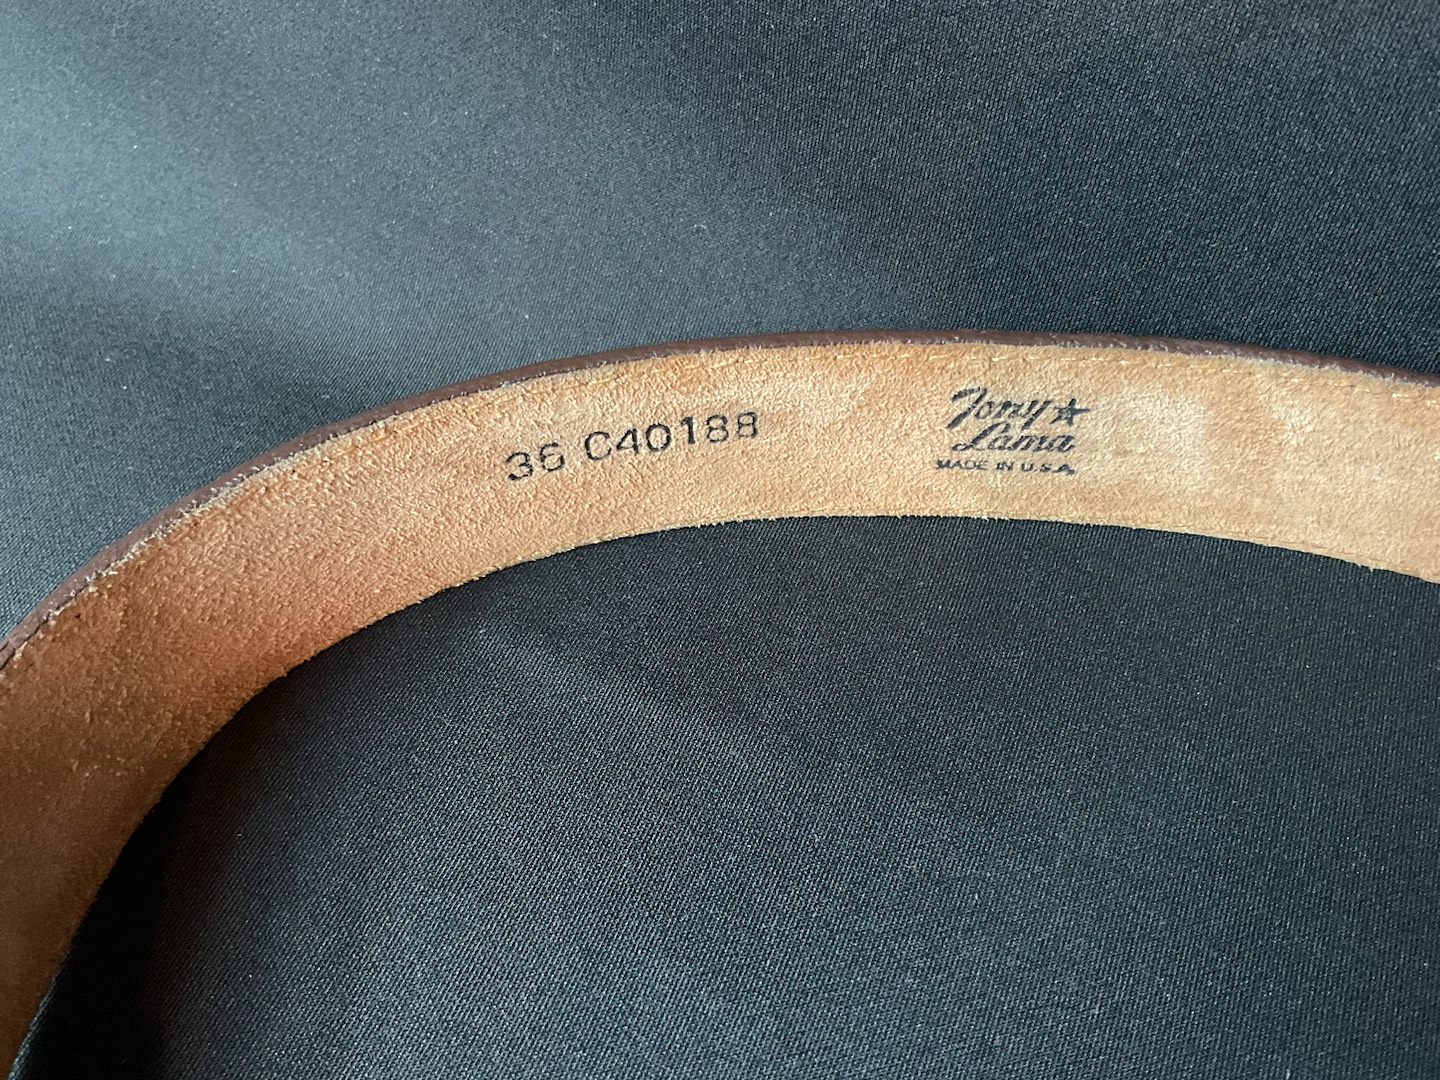 36 C40188
Tony Lama
MADE IN U.S.A.